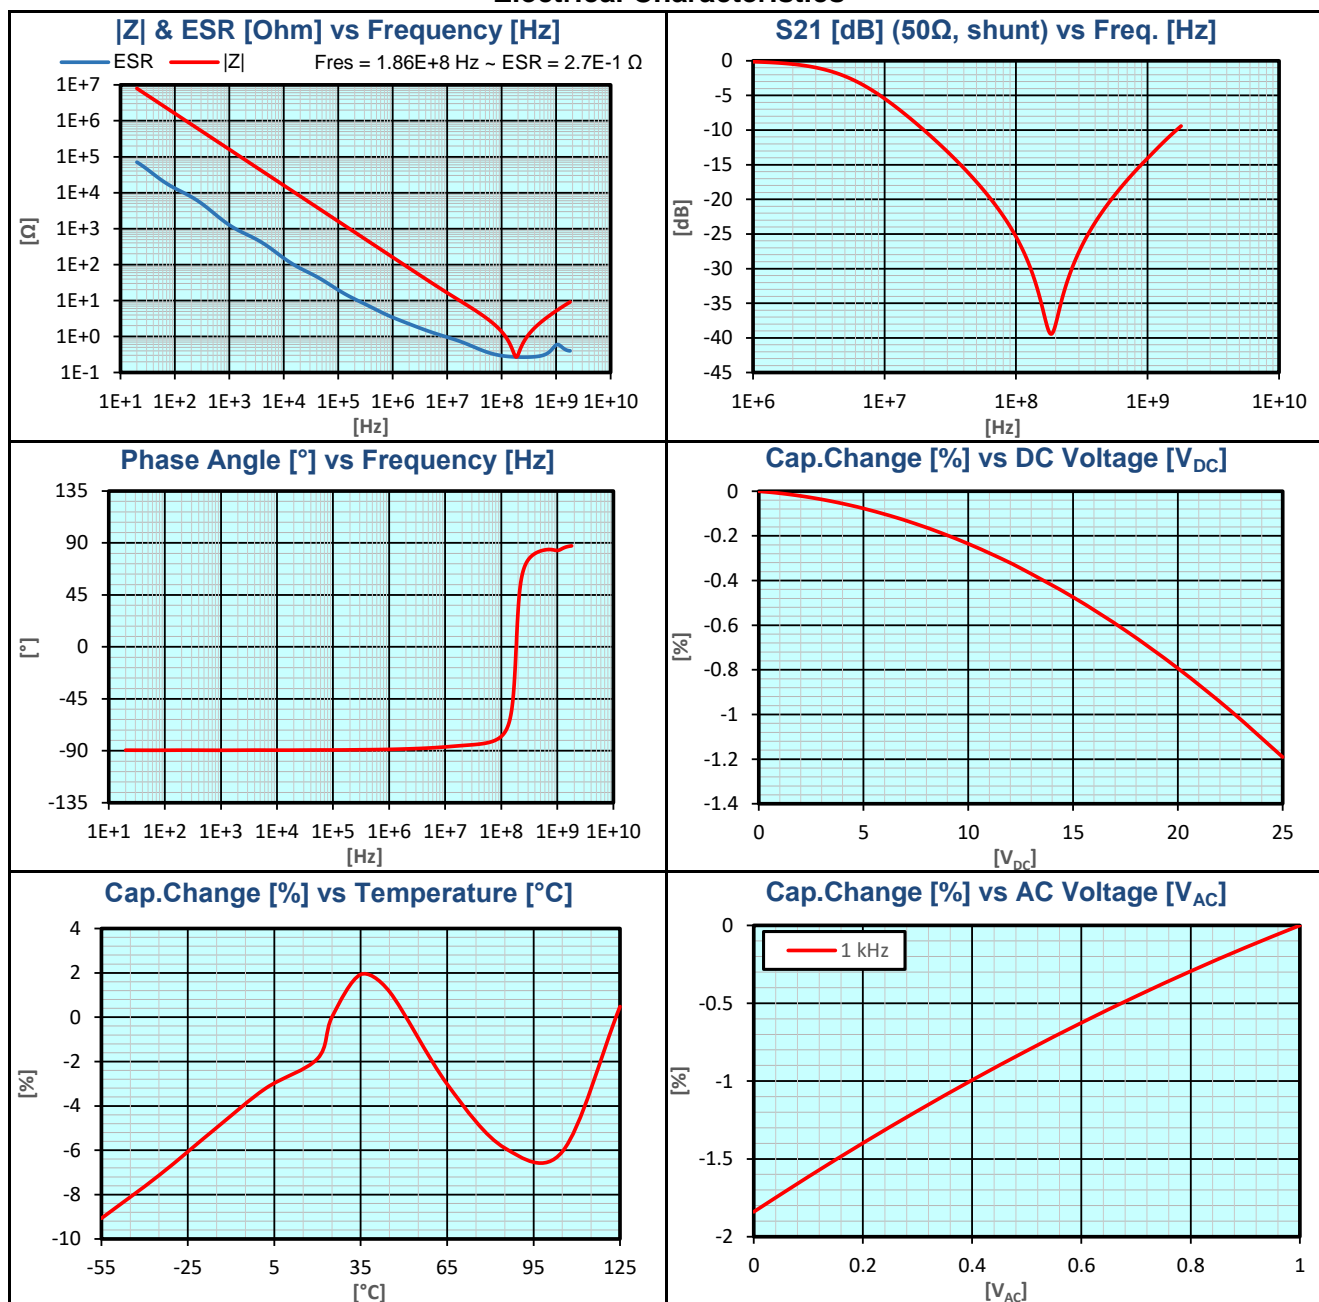 |Z| & ESR [Ohm] vs Frequency [Hz]
ESR |Z| Fres = 1.86E+8 Hz ~ ESR = 2.7E-1 Ω
1E+7
1E+6
1E+5
1E+4
1E+3
1E+2
1E+1
1E+0
1E-1
[Ω]
1E+1 1E+2 1E+3 1E+4 1E+5 1E+6 1E+7 1E+8 1E+9 1E+10
[Hz]
S21 [dB] (50Ω, shunt) vs Freq. [Hz]
0
-5
-10
-15
-20
-25
-30
-35
-40
-45
[dB]
1E+6 1E+7 1E+8 1E+9 1E+10
[Hz]
Phase Angle [°] vs Frequency [Hz]
135
90
45
0
-45
-90
-135
[°]
1E+1 1E+2 1E+3 1E+4 1E+5 1E+6 1E+7 1E+8 1E+9 1E+10
[Hz]
Cap.Change [%] vs DC Voltage [VDC]
0
-0.2
-0.4
-0.6
-0.8
-1
-1.2
-1.4
[%]
0 5 10 15 20 25
[VDC]
Cap.Change [%] vs Temperature [°C]
4
2
0
-2
-4
-6
-8
-10
[%]
-55 -25 5 35 65 95 125
[°C]
Cap.Change [%] vs AC Voltage [VAC]
1 kHz
0
-0.5
-1
-1.5
-2
[%]
0 0.2 0.4 0.6 0.8 1
[VAC]